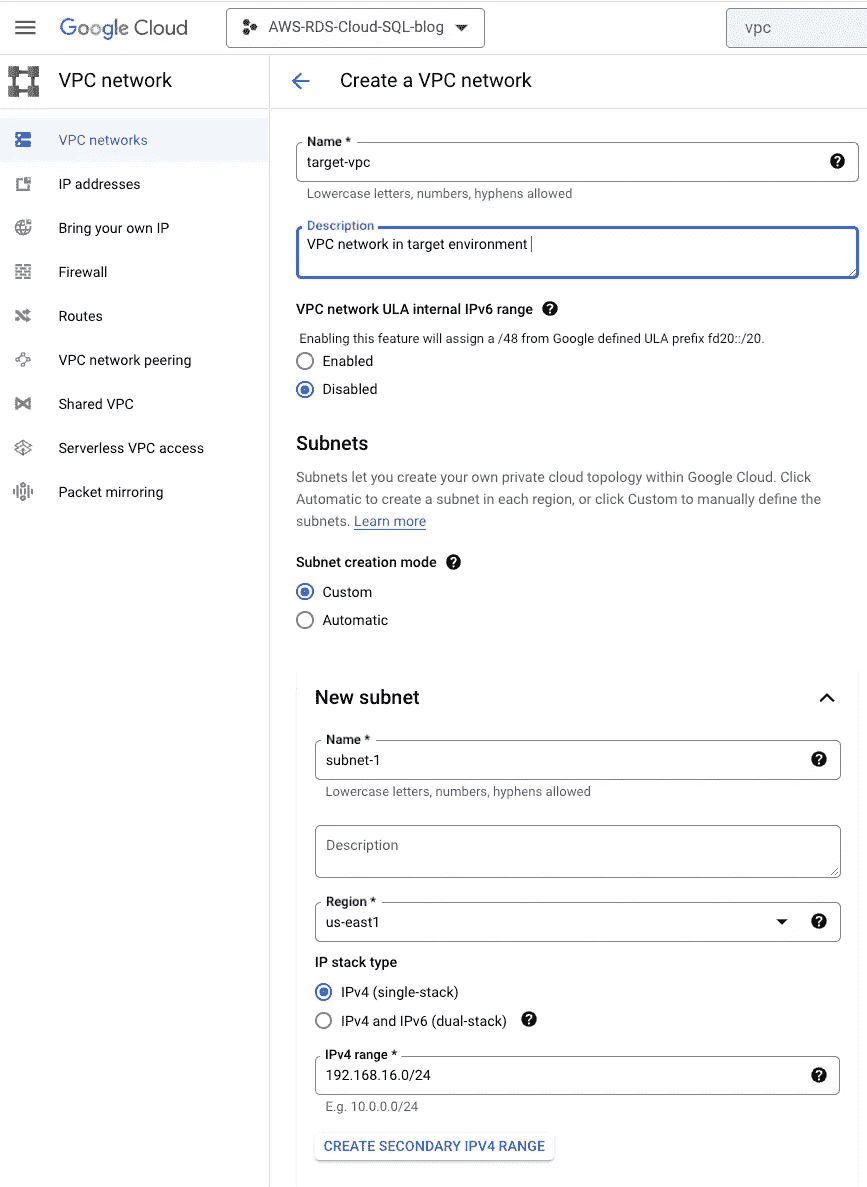 Google Cloud
AWS-RDS-Cloud-SQL-blog
vpc
VPC network
Create a VPC network
VPC networks
IP addresses
Bring your own IP
Firewall
Routes
VPC network peering
Shared VPC
Serverless VPC access
Packet mirroring
Name *
target-vpc
Lowercase letters, numbers, hyphens allowed
Description
VPC network in target environment
VPC network ULA internal IPv6 range
Enabling this feature will assign a /48 from Google defined ULA prefix fd20::/20.
Enabled
Disabled
Subnets
Subnets let you create your own private cloud topology within Google Cloud. Click
Automatic to create a subnet in each region, or click Custom to manually define the
subnets. Learn more
Subnet creation mode
Custom
Automatic
New subnet
Name *
subnet-1
Lowercase letters, numbers, hyphens allowed
Description
Region *
us-east1
IP stack type
IPv4 (single-stack)
IPv4 and IPv6 (dual-stack)
IPv4 range *
192.168.16.0/24
E.g. 10.0.0.0/24
CREATE SECONDARY IPV4 RANGE